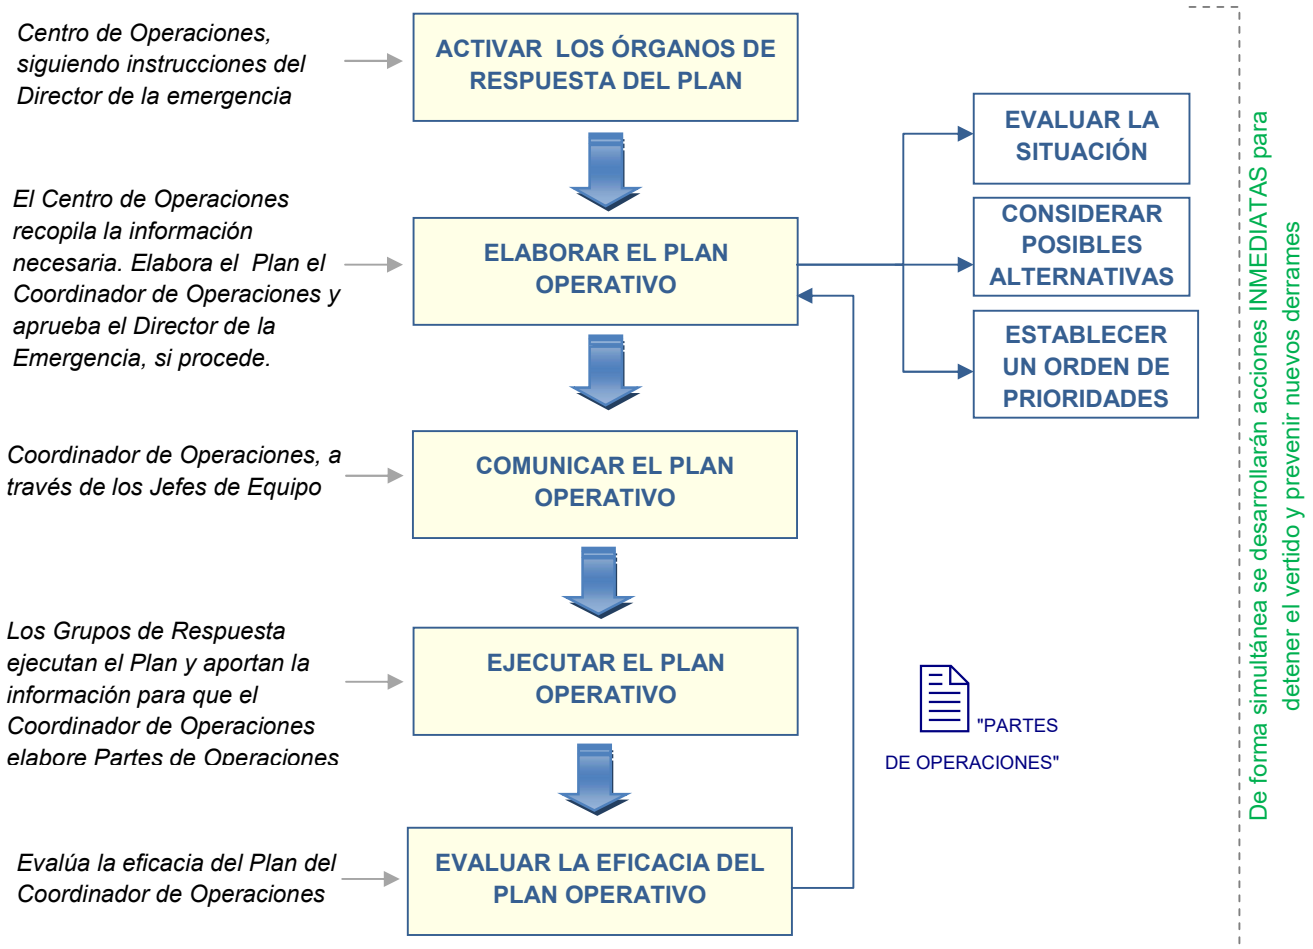 Centro de Operaciones,
siguiendo instrucciones del
Director de la emergencia
ACTIVAR LOS ÓRGANOS DE
RESPUESTA DEL PLAN
El Centro de Operaciones
recopila la información
necesaria. Elabora el Plan el
Coordinador de Operaciones y
aprueba el Director de la
Emergencia, si procede.
ELABORAR EL PLAN
OPERATIVO
EVALUAR LA
SITUACIÓN
CONSIDERAR
POSIBLES
ALTERNATIVAS
ESTABLECER
UN ORDEN DE
PRIORIDADES
Coordinador de Operaciones, a
través de los Jefes de Equipo
COMUNICAR EL PLAN
OPERATIVO
Los Grupos de Respuesta
ejecutan el Plan y aportan la
información para que el
Coordinador de Operaciones
elabore Partes de Operaciones
EJECUTAR EL PLAN
OPERATIVO
"PARTES
DE OPERACIONES"
Evalúa la eficacia del Plan del
Coordinador de Operaciones
EVALUAR LA EFICACIA DEL
PLAN OPERATIVO
De forma simultánea se desarrollarán acciones INMEDIATAS para
detener el vertido y prevenir nuevos derrames